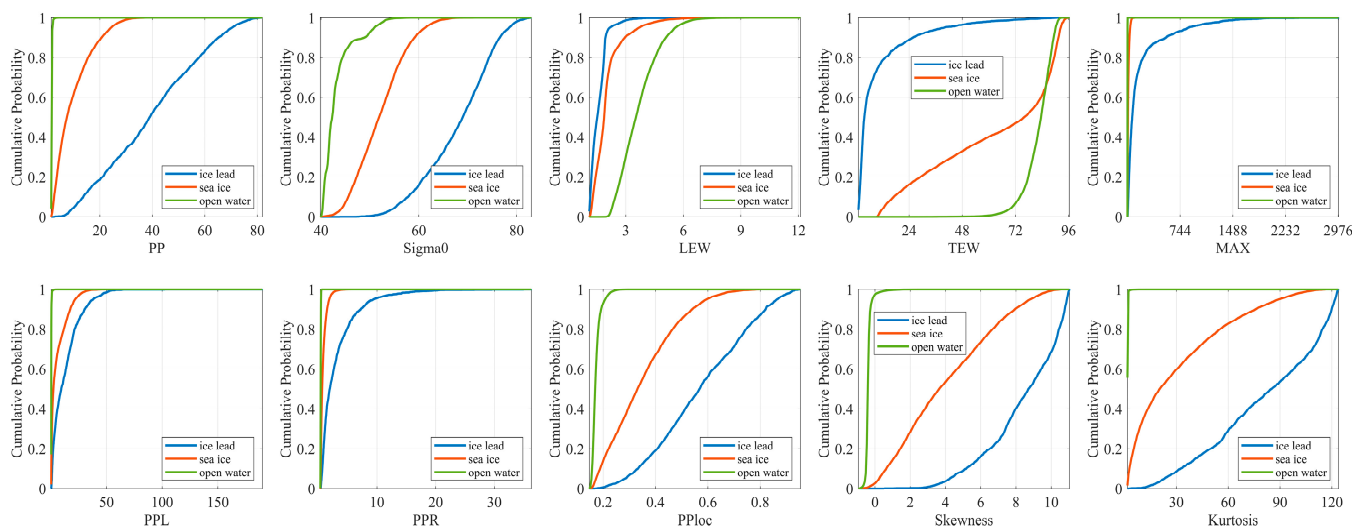 Cumulative Probability
1
0.8
0.6
0.4
0.2
0
20
40
60
80
PP
ice lead
sea ice
open water
Cumulative Probability
1
0.8
0.6
0.4
0.2
0
40
60
80
Sigma0
ice lead
sea ice
open water
Cumulative Probability
1
0.8
0.6
0.4
0.2
0
3
6
9
12
LEW
ice lead
sea ice
open water
Cumulative Probability
1
0.8
0.6
0.4
0.2
0
24
48
72
96
TEW
ice lead
sea ice
open water
Cumulative Probability
1
0.8
0.6
0.4
0.2
0
744
1488
2232
2976
MAX
ice lead
sea ice
open water
Cumulative Probability
1
0.8
0.6
0.4
0.2
0
50
100
150
PPL
ice lead
sea ice
open water
Cumulative Probability
1
0.8
0.6
0.4
0.2
0
10
20
30
PPR
ice lead
sea ice
open water
Cumulative Probability
1
0.8
0.6
0.4
0.2
0
0.2
0.4
0.6
0.8
PPloc
ice lead
sea ice
open water
Cumulative Probability
1
0.8
0.6
0.4
0.2
0
0
2
4
6
8
10
Skewness
ice lead
sea ice
open water
Cumulative Probability
1
0.8
0.6
0.4
0.2
0
30
60
90
120
Kurtosis
ice lead
sea ice
open water